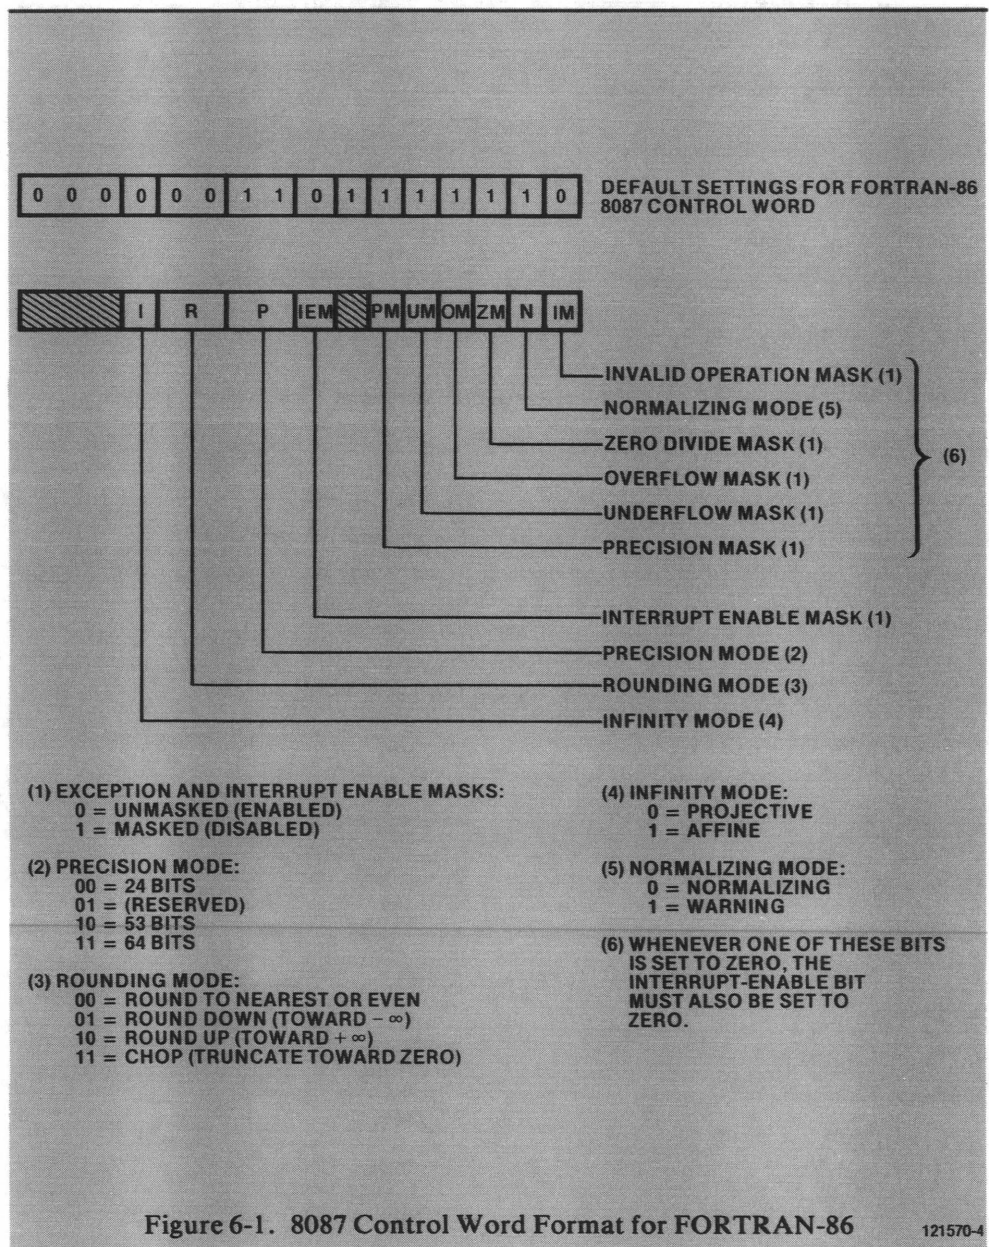 0 0 0 0 0 0 1 1 0 1 1 1 1 1 1 0
DEFAULT SETTINGS FOR FORTRAN-86
8087 CONTROL WORD
I R P IEM PM UM OM ZM N IM
INVALID OPERATION MASK (1)
NORMALIZING MODE (5)
ZERO DIVIDE MASK (1)
(6)
OVERFLOW MASK (1)
UNDERFLOW MASK (1)
PRECISION MASK (1)
INTERRUPT ENABLE MASK (1)
PRECISION MODE (2)
ROUNDING MODE (3)
INFINITY MODE (4)
(1) EXCEPTION AND INTERRUPT ENABLE MASKS:
0 = UNMASKED (ENABLED)
1 = MASKED (DISABLED)
(2) PRECISION MODE:
00 = 24 BITS
01 = (RESERVED)
10 = 53 BITS
11 = 64 BITS
(3) ROUNDING MODE:
00 = ROUND TO NEAREST OR EVEN
01 = ROUND DOWN (TOWARD − ∞)
10 = ROUND UP (TOWARD + ∞)
11 = CHOP (TRUNCATE TOWARD ZERO)
(4) INFINITY MODE:
0 = PROJECTIVE
1 = AFFINE
(5) NORMALIZING MODE:
0 = NORMALIZING
1 = WARNING
(6) WHENEVER ONE OF THESE BITS
IS SET TO ZERO, THE
INTERRUPT-ENABLE BIT
MUST ALSO BE SET TO
ZERO.
Figure 6-1. 8087 Control Word Format for FORTRAN-86
121570-4